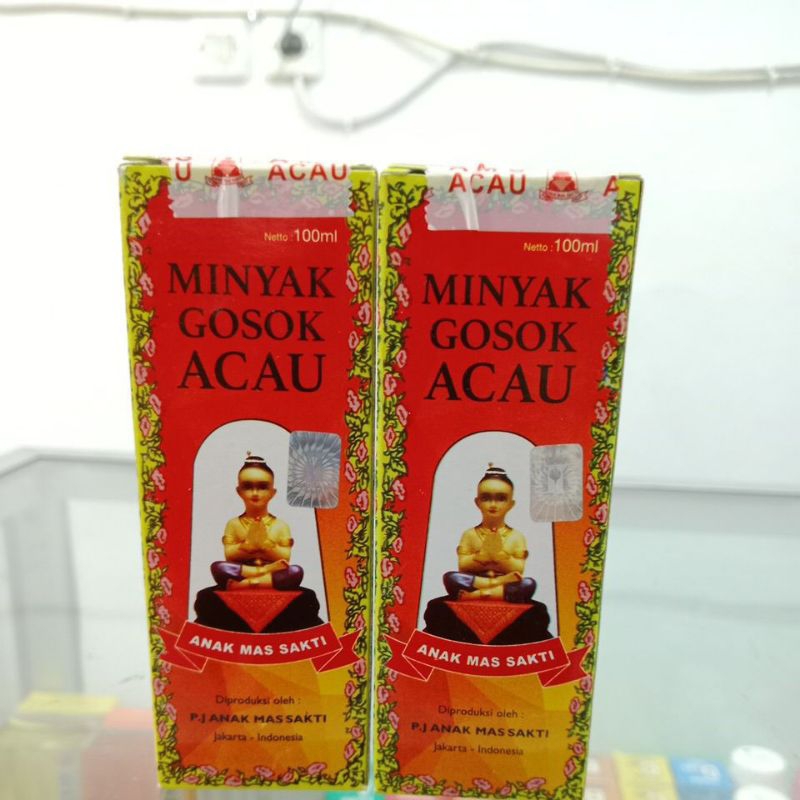 ACAU
Netto : 100ml
MINYAK
GOSOK
ACAU
ANAK MAS SAKTI
Diproduksi oleh :
P.J ANAK MAS SAKTI
Jakarta - Indonesia
ACAU
Netto : 100ml
MINYAK
GOSOK
ACAU
ANAK MAS SAKTI
Diproduksi oleh :
P.J ANAK MAS SAKTI
Jakarta - Indonesia